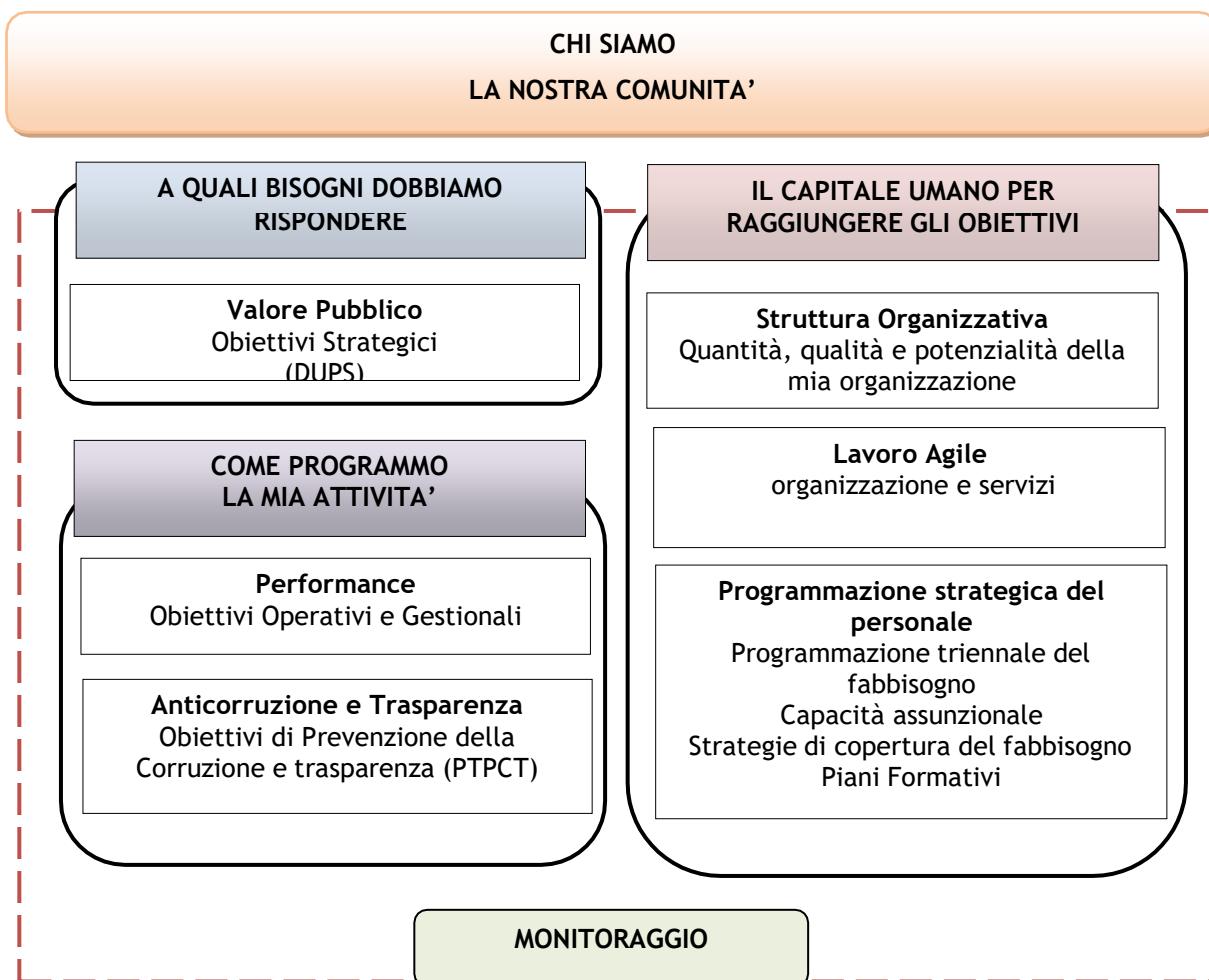 CHI SIAMO
LA NOSTRA COMUNITA’
A QUALI BISOGNI DOBBIAMO
RISPONDERE
Valore Pubblico
Obiettivi Strategici
(DUPS)
COME PROGRAMMO
LA MIA ATTIVITA’
Performance
Obiettivi Operativi e Gestionali
Anticorruzione e Trasparenza
Obiettivi di Prevenzione della
Corruzione e trasparenza (PTPCT)
IL CAPITALE UMANO PER
RAGGIUNGERE GLI OBIETTIVI
Struttura Organizzativa
Quantità, qualità e potenzialità della
mia organizzazione
Lavoro Agile
organizzazione e servizi
Programmazione strategica del
personale
Programmazione triennale del
fabbisogno
Capacità assunzionale
Strategie di copertura del fabbisogno
Piani Formativi
MONITORAGGIO